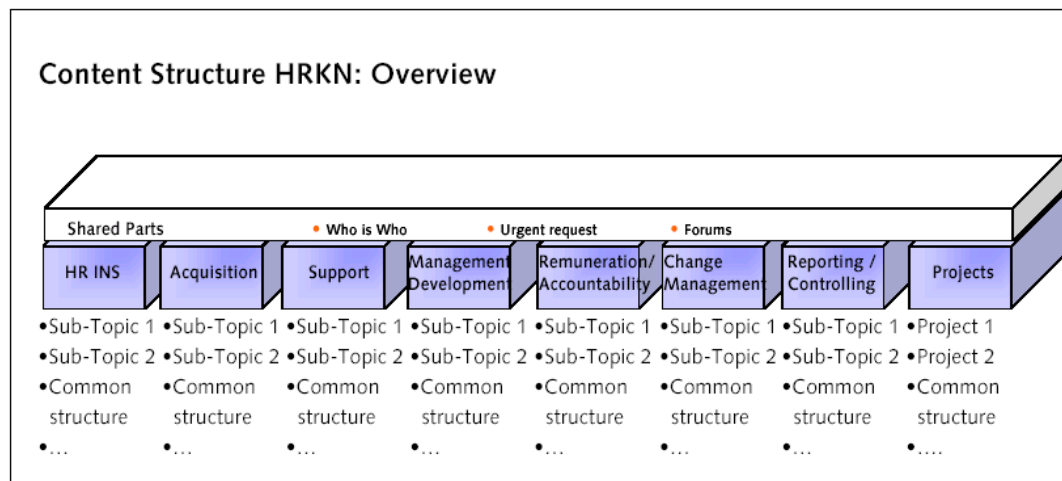 Content Structure HRKN: Overview
Shared Parts • Who is Who • Urgent request • Forums
HR INS
Acquisition
Support
Management
Development
Remuneration/
Accountability
Change
Management
Reporting /
Controlling
Projects
•Sub-Topic 1 •Sub-Topic 1 •Sub-Topic 1 •Sub-Topic 1 •Sub-Topic 1 •Sub-Topic 1 •Sub-Topic 1 •Project 1
•Sub-Topic 2 •Sub-Topic 2 •Sub-Topic 2 •Sub-Topic 2 •Sub-Topic 2 •Sub-Topic 2 •Sub-Topic 2 •Project 2
•Common •Common •Common •Common •Common •Common •Common •Common
structure structure structure structure structure structure structure structure
•... •... •... •... •... •... •... •....